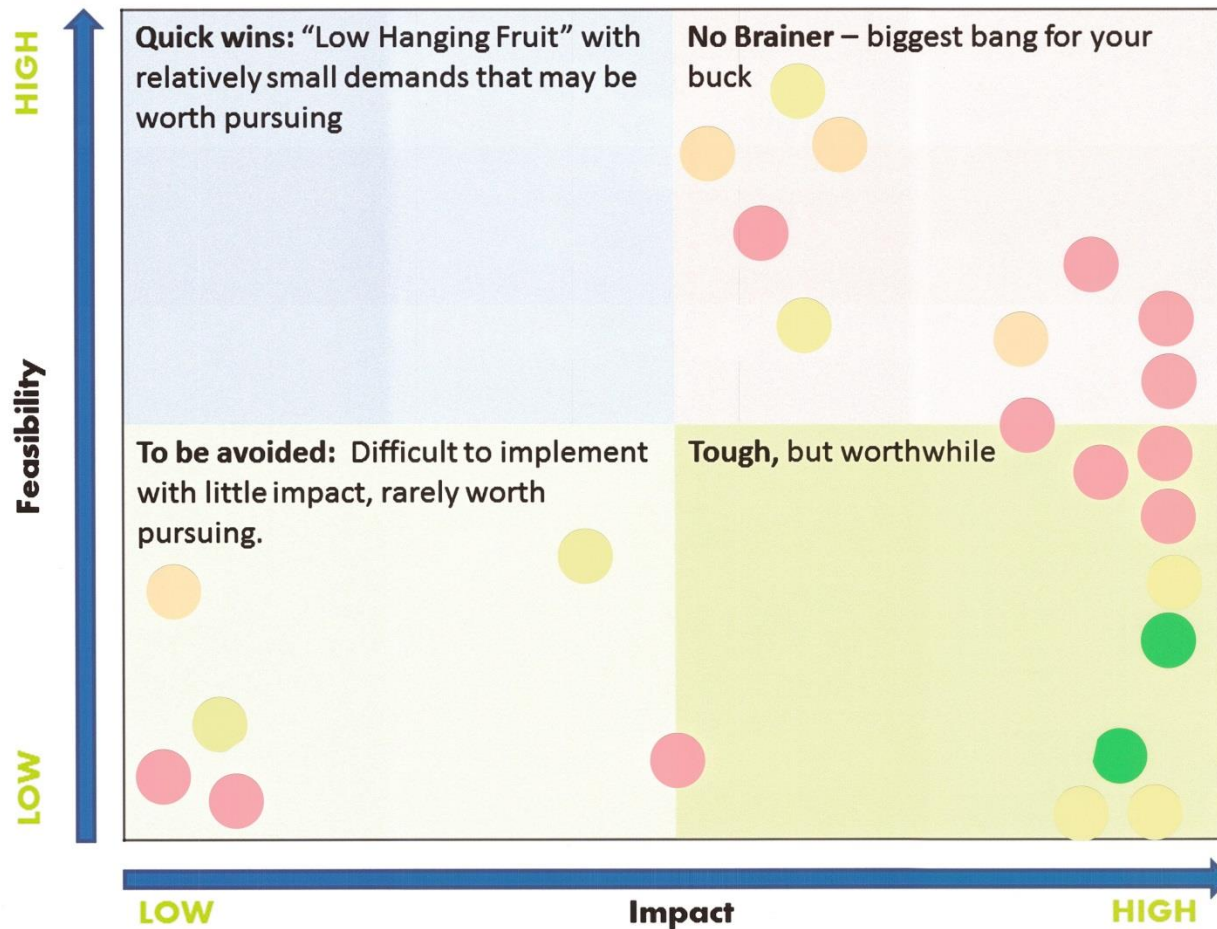 HIGH
Quick wins: “Low Hanging Fruit” with
relatively small demands that may be
worth pursuing
No Brainer – biggest bang for your
buck
Feasibility
To be avoided:  Difficult to implement
with little impact, rarely worth
pursuing.
Tough, but worthwhile
LOW
LOW
Impact
HIGH